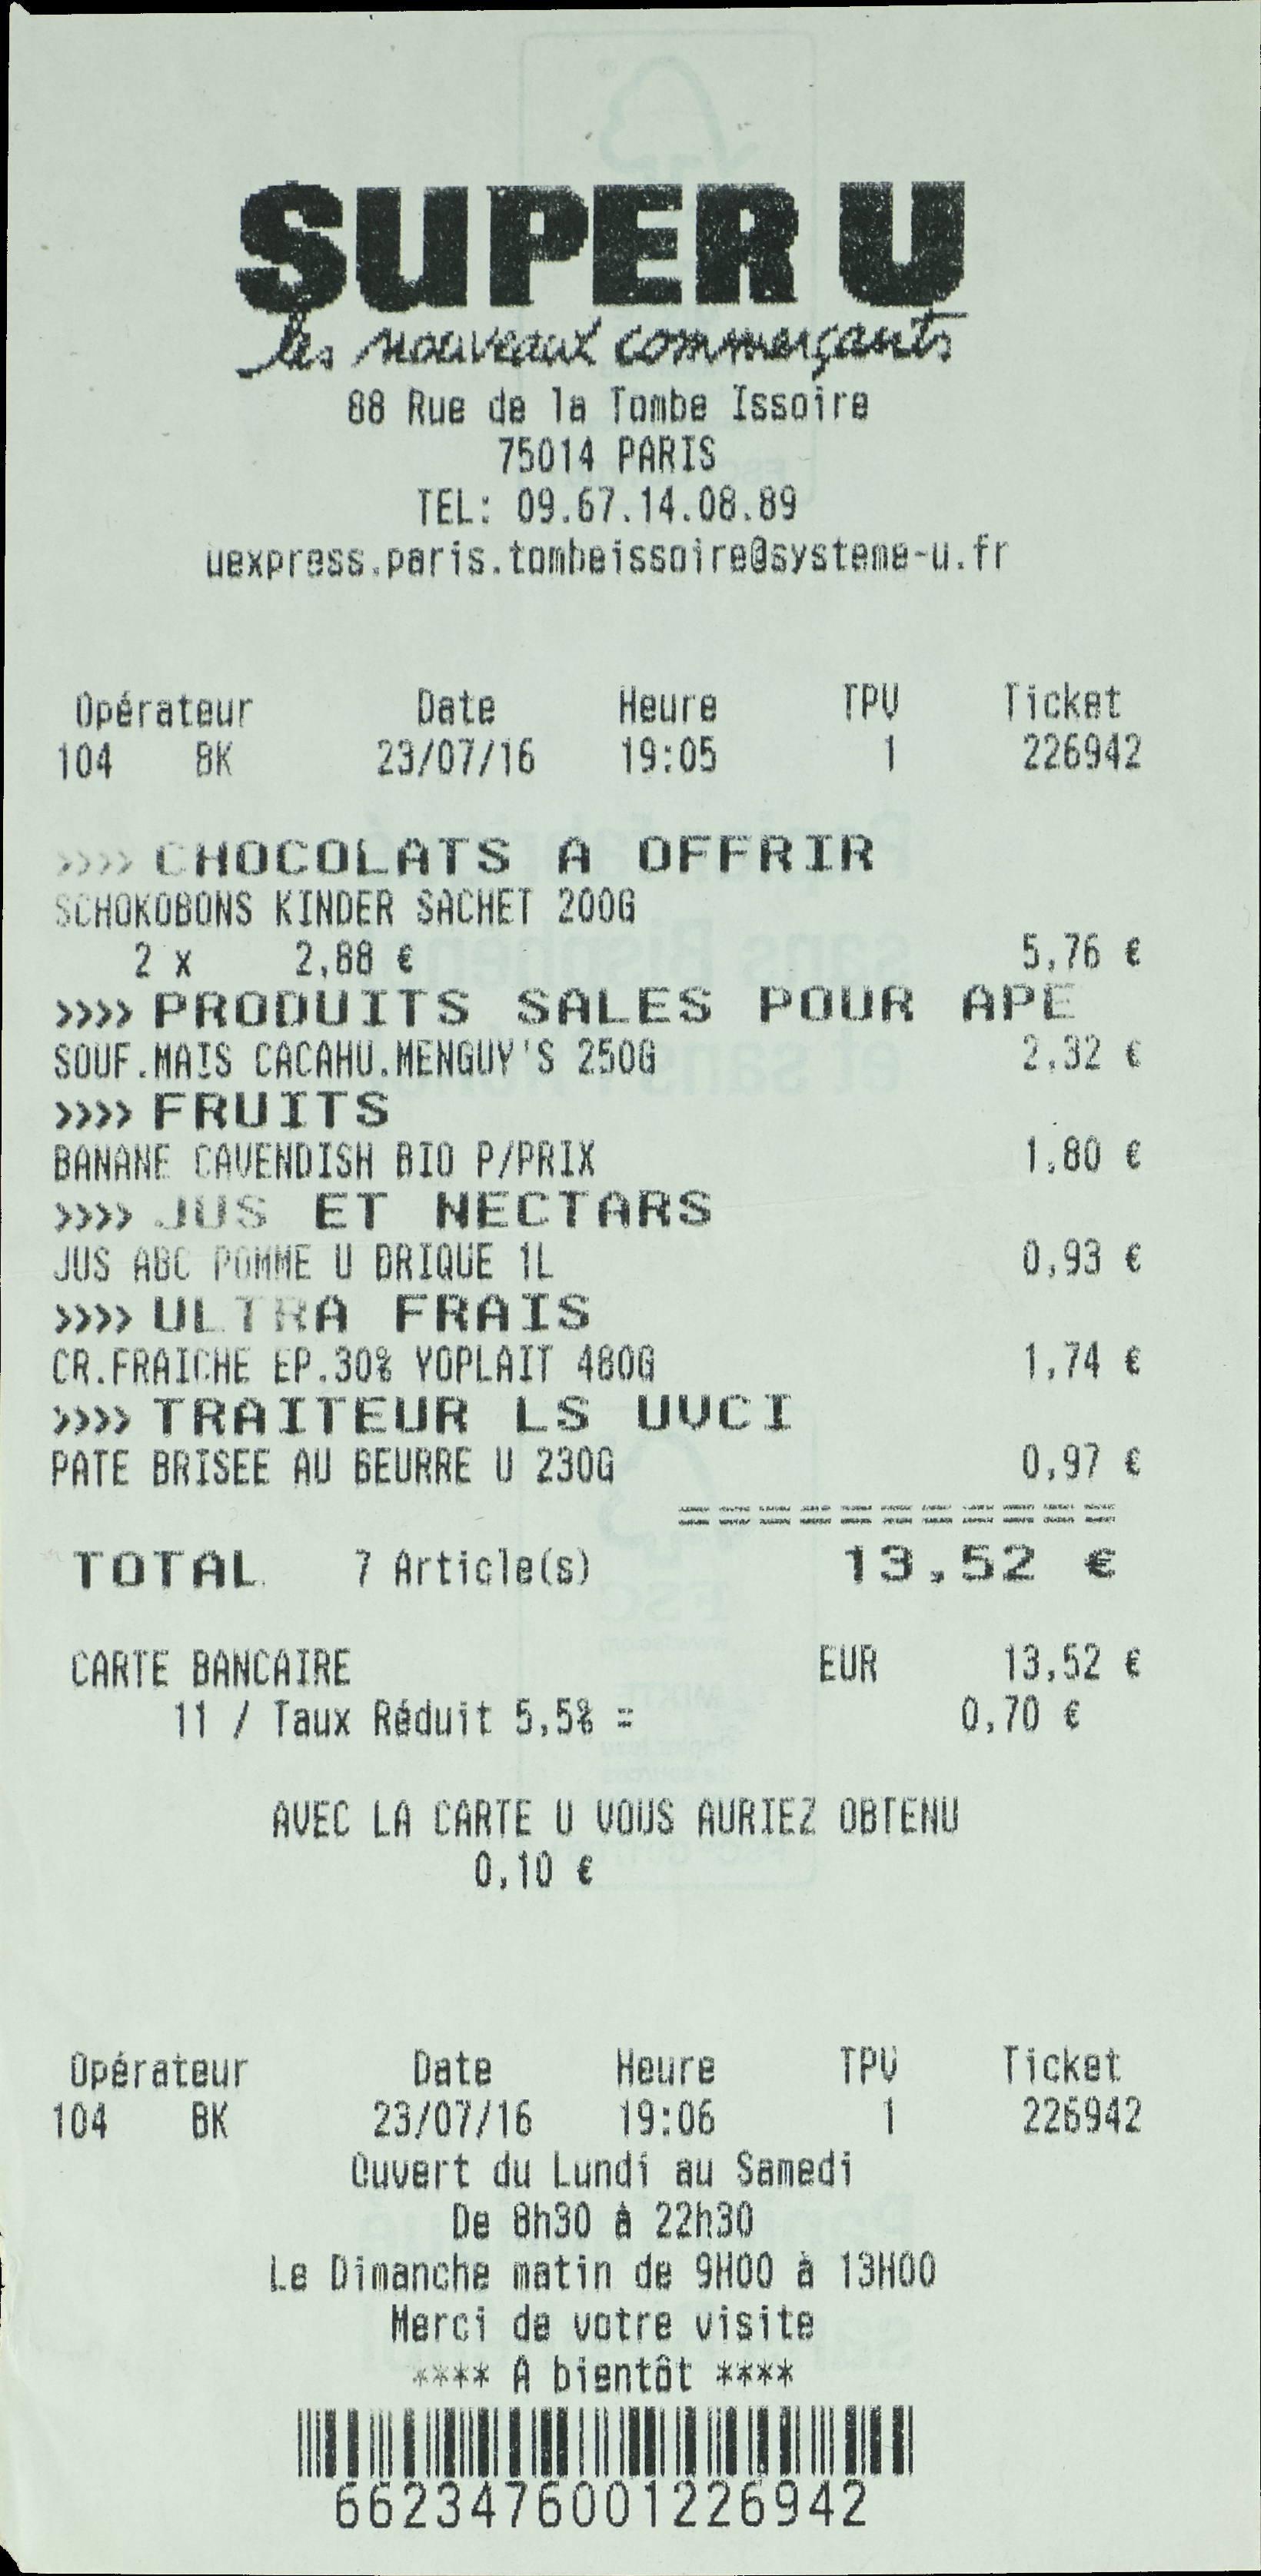 SUPER U
les nouveaux commerçants
88 Rue de la Tombe Issoire
75014 PARIS
TEL: 09.67.14.08.89
uexpress.paris.tombeissoire@systeme-u.fr
Opérateur Date Heure TPV Ticket
104 BK 23/07/16 19:05 1 226942
>>>> CHOCOLATS A OFFRIR
SCHOKOBONS KINDER SACHET 200G
2 x 2,88 € 5,76 €
>>>> PRODUITS SALES POUR APE
SOUF.MAIS CACAHU.MENGUY'S 250G 2,32 €
>>>> FRUITS
BANANE CAVENDISH BIO P/PRIX 1,80 €
>>>> JUS ET NECTARS
JUS ABC POMME U BRIQUE 1L 0,93 €
>>>> ULTRA FRAIS
CR.FRAICHE EP.30% YOPLAIT 480G 1,74 €
>>>> TRAITEUR LS UVCI
PATE BRISEE AU BEURRE U 230G 0,97 €
===========
TOTAL 7 Article(s) 13,52 €
CARTE BANCAIRE EUR 13,52 €
11 / Taux Réduit 5,5% = 0,70 €
AVEC LA CARTE U VOUS AURIEZ OBTENU
0,10 €
Opérateur Date Heure TPV Ticket
104 BK 23/07/16 19:06 1 226942
Ouvert du Lundi au Samedi
De 8h30 à 22h30
Le Dimanche matin de 9H00 à 13H00
Merci de votre visite
**** A bientôt ****
6623476001226942